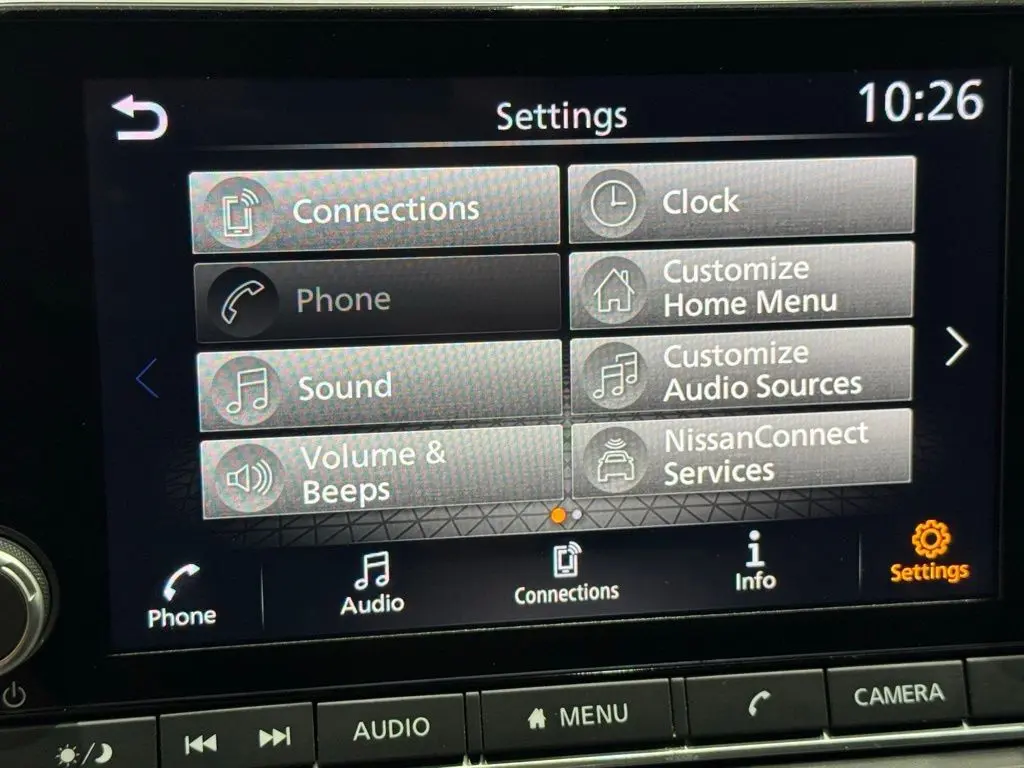 Settings
10:26
Connections
Clock
Phone
Customize
Home Menu
Sound
Customize
Audio Sources
Volume &
Beeps
NissanConnect
Services
Phone
Audio
Connections
Info
Settings
AUDIO
MENU
CAMERA